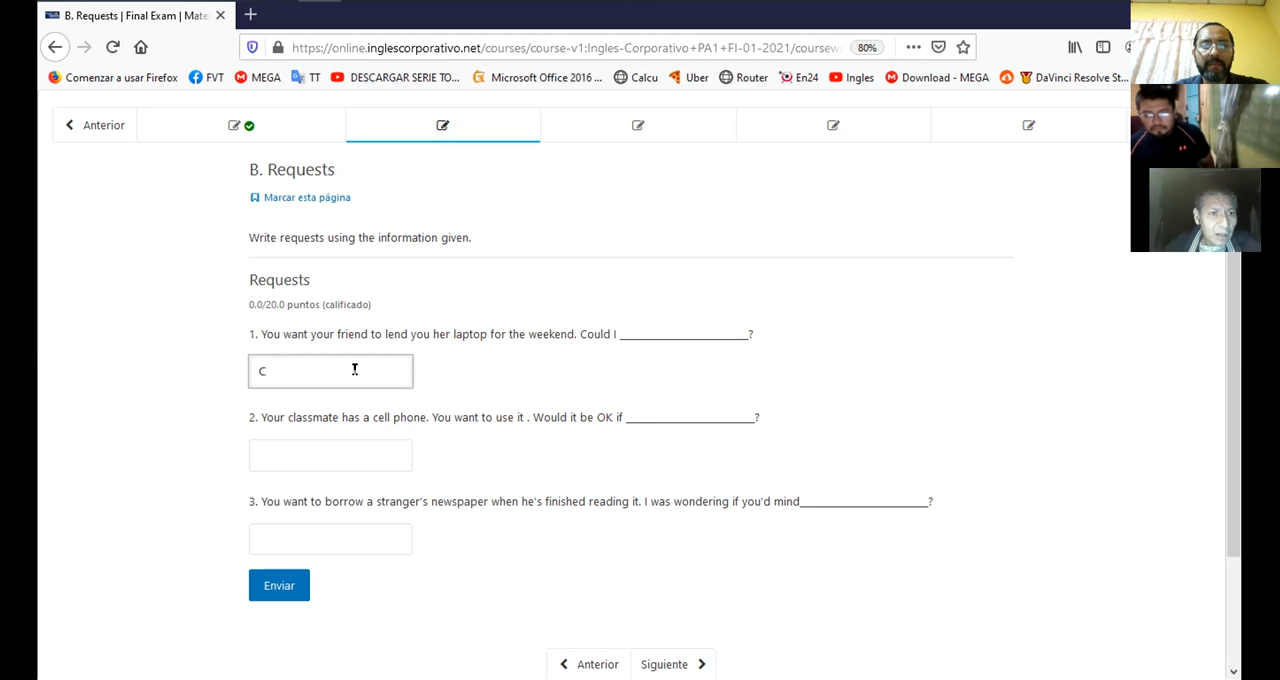 B. Requests | Final Exam | Mate
https://online.inglescorporativo.net/courses/course-v1:Ingles-Corporativo+PA1+FI-01-2021/coursew
80%
Comenzar a usar Firefox
FVT
MEGA
TT
DESCARGAR SERIE TO...
Microsoft Office 2016 ...
Calcu
Uber
Router
En24
Ingles
Download - MEGA
DaVinci Resolve St...
Anterior
B. Requests
Marcar esta página
Write requests using the information given.
Requests
0.0/20.0 puntos (calificado)
1. You want your friend to lend you her laptop for the weekend. Could I ____________________?
C
2. Your classmate has a cell phone. You want to use it . Would it be OK if ____________________?
3. You want to borrow a stranger's newspaper when he's finished reading it. I was wondering if you'd mind____________________?
Enviar
Anterior
Siguiente